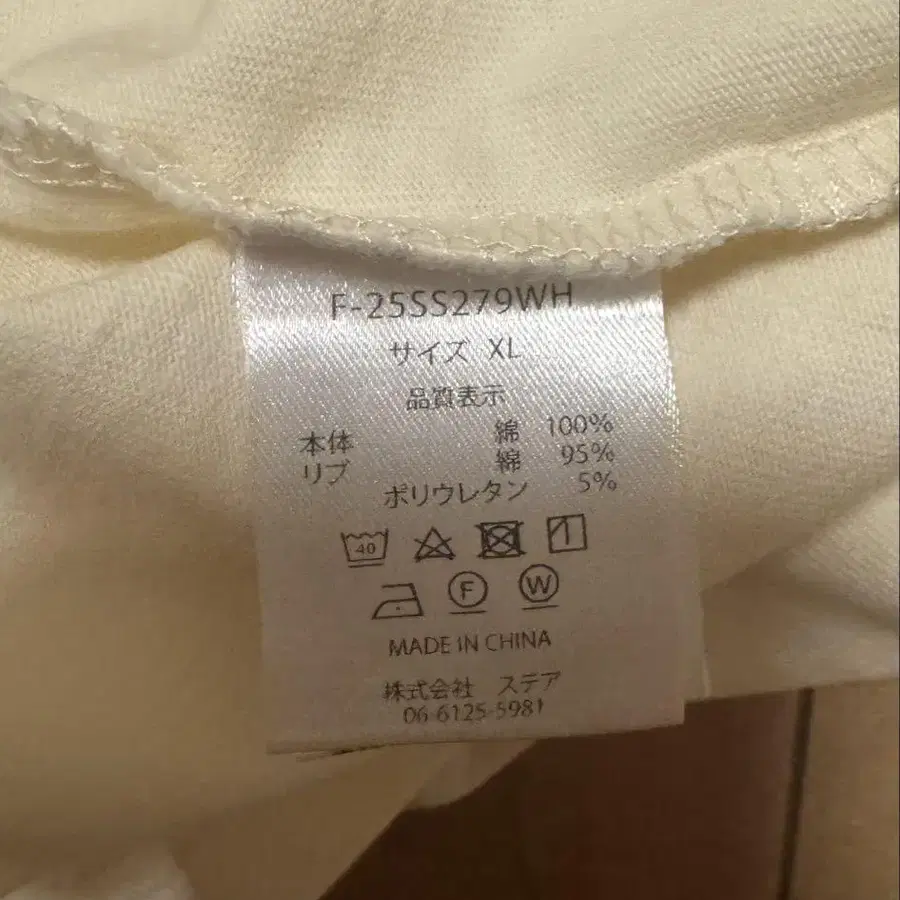 F-25SS279WH
サイズ XL
品質表示
本体 綿 100%
リブ 綿 95%
ポリウレタン 5%
40
F W
MADE IN CHINA
株式会社 ステア
06-6125-5981